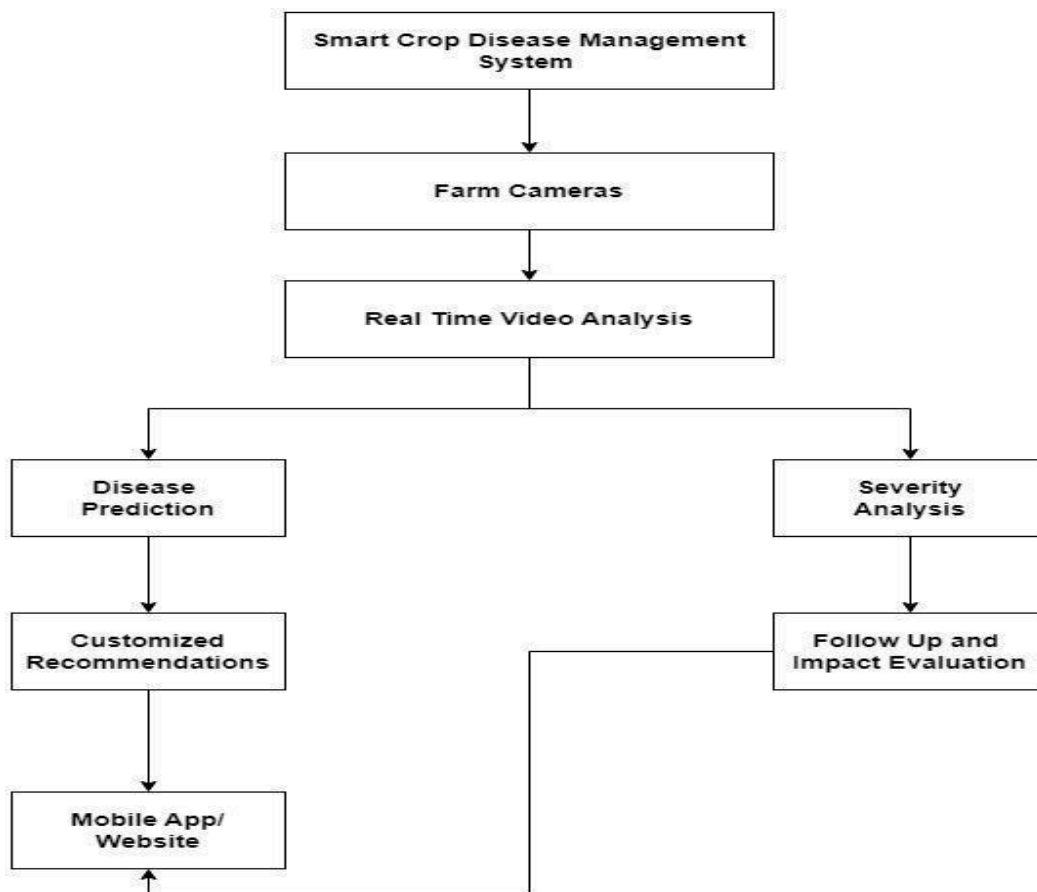 Smart Crop Disease Management
System
Farm Cameras
Real Time Video Analysis
Disease
Prediction
Severity
Analysis
Customized
Recommendations
Follow Up and
Impact Evaluation
Mobile App/
Website